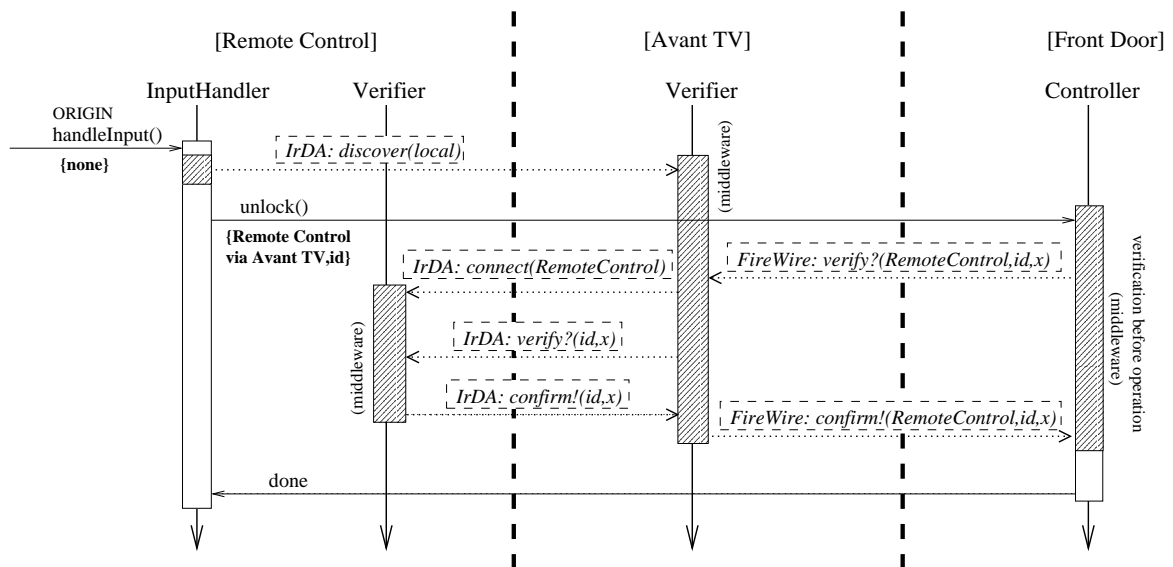 [Remote Control]
[Avant TV]
[Front Door]
InputHandler
Verifier
Verifier
Controller
ORIGIN
handleInput()
{none}
IrDA: discover(local)
(middleware)
unlock()
{Remote Control
via Avant TV,id}
IrDA: connect(RemoteControl)
FireWire: verify?(RemoteControl,id,x)
IrDA: verify?(id,x)
(middleware)
IrDA: confirm!(id,x)
FireWire: confirm!(RemoteControl,id,x)
(middleware)
verification before operation
done